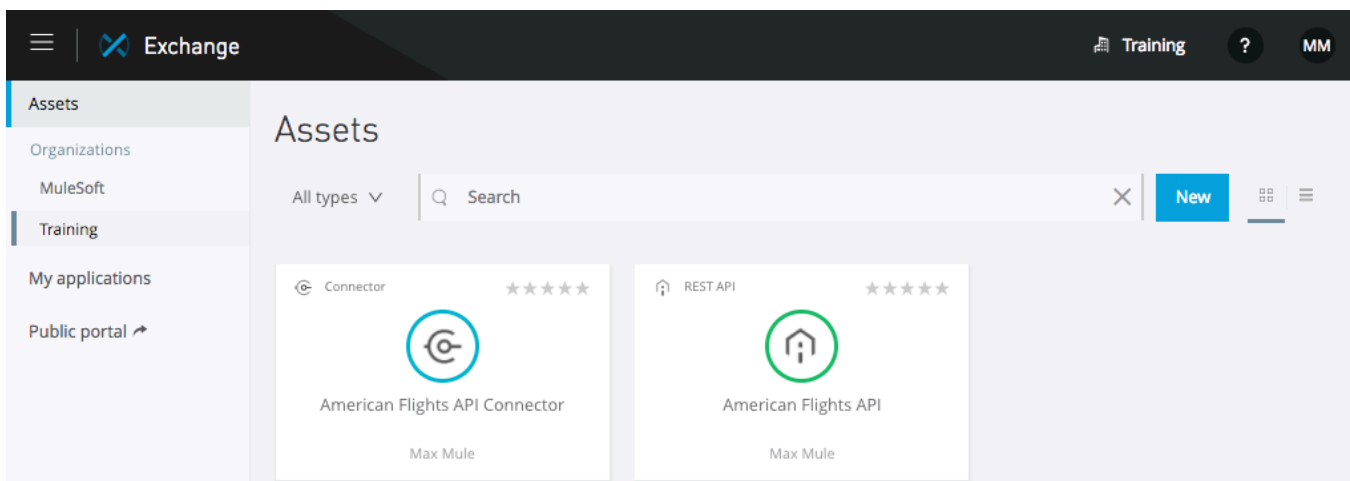 Exchange
Training
?
MM
Assets
Organizations
MuleSoft
Training
My applications
Public portal
Assets
All types
Search
New
Connector
American Flights API Connector
Max Mule
REST API
American Flights API
Max Mule